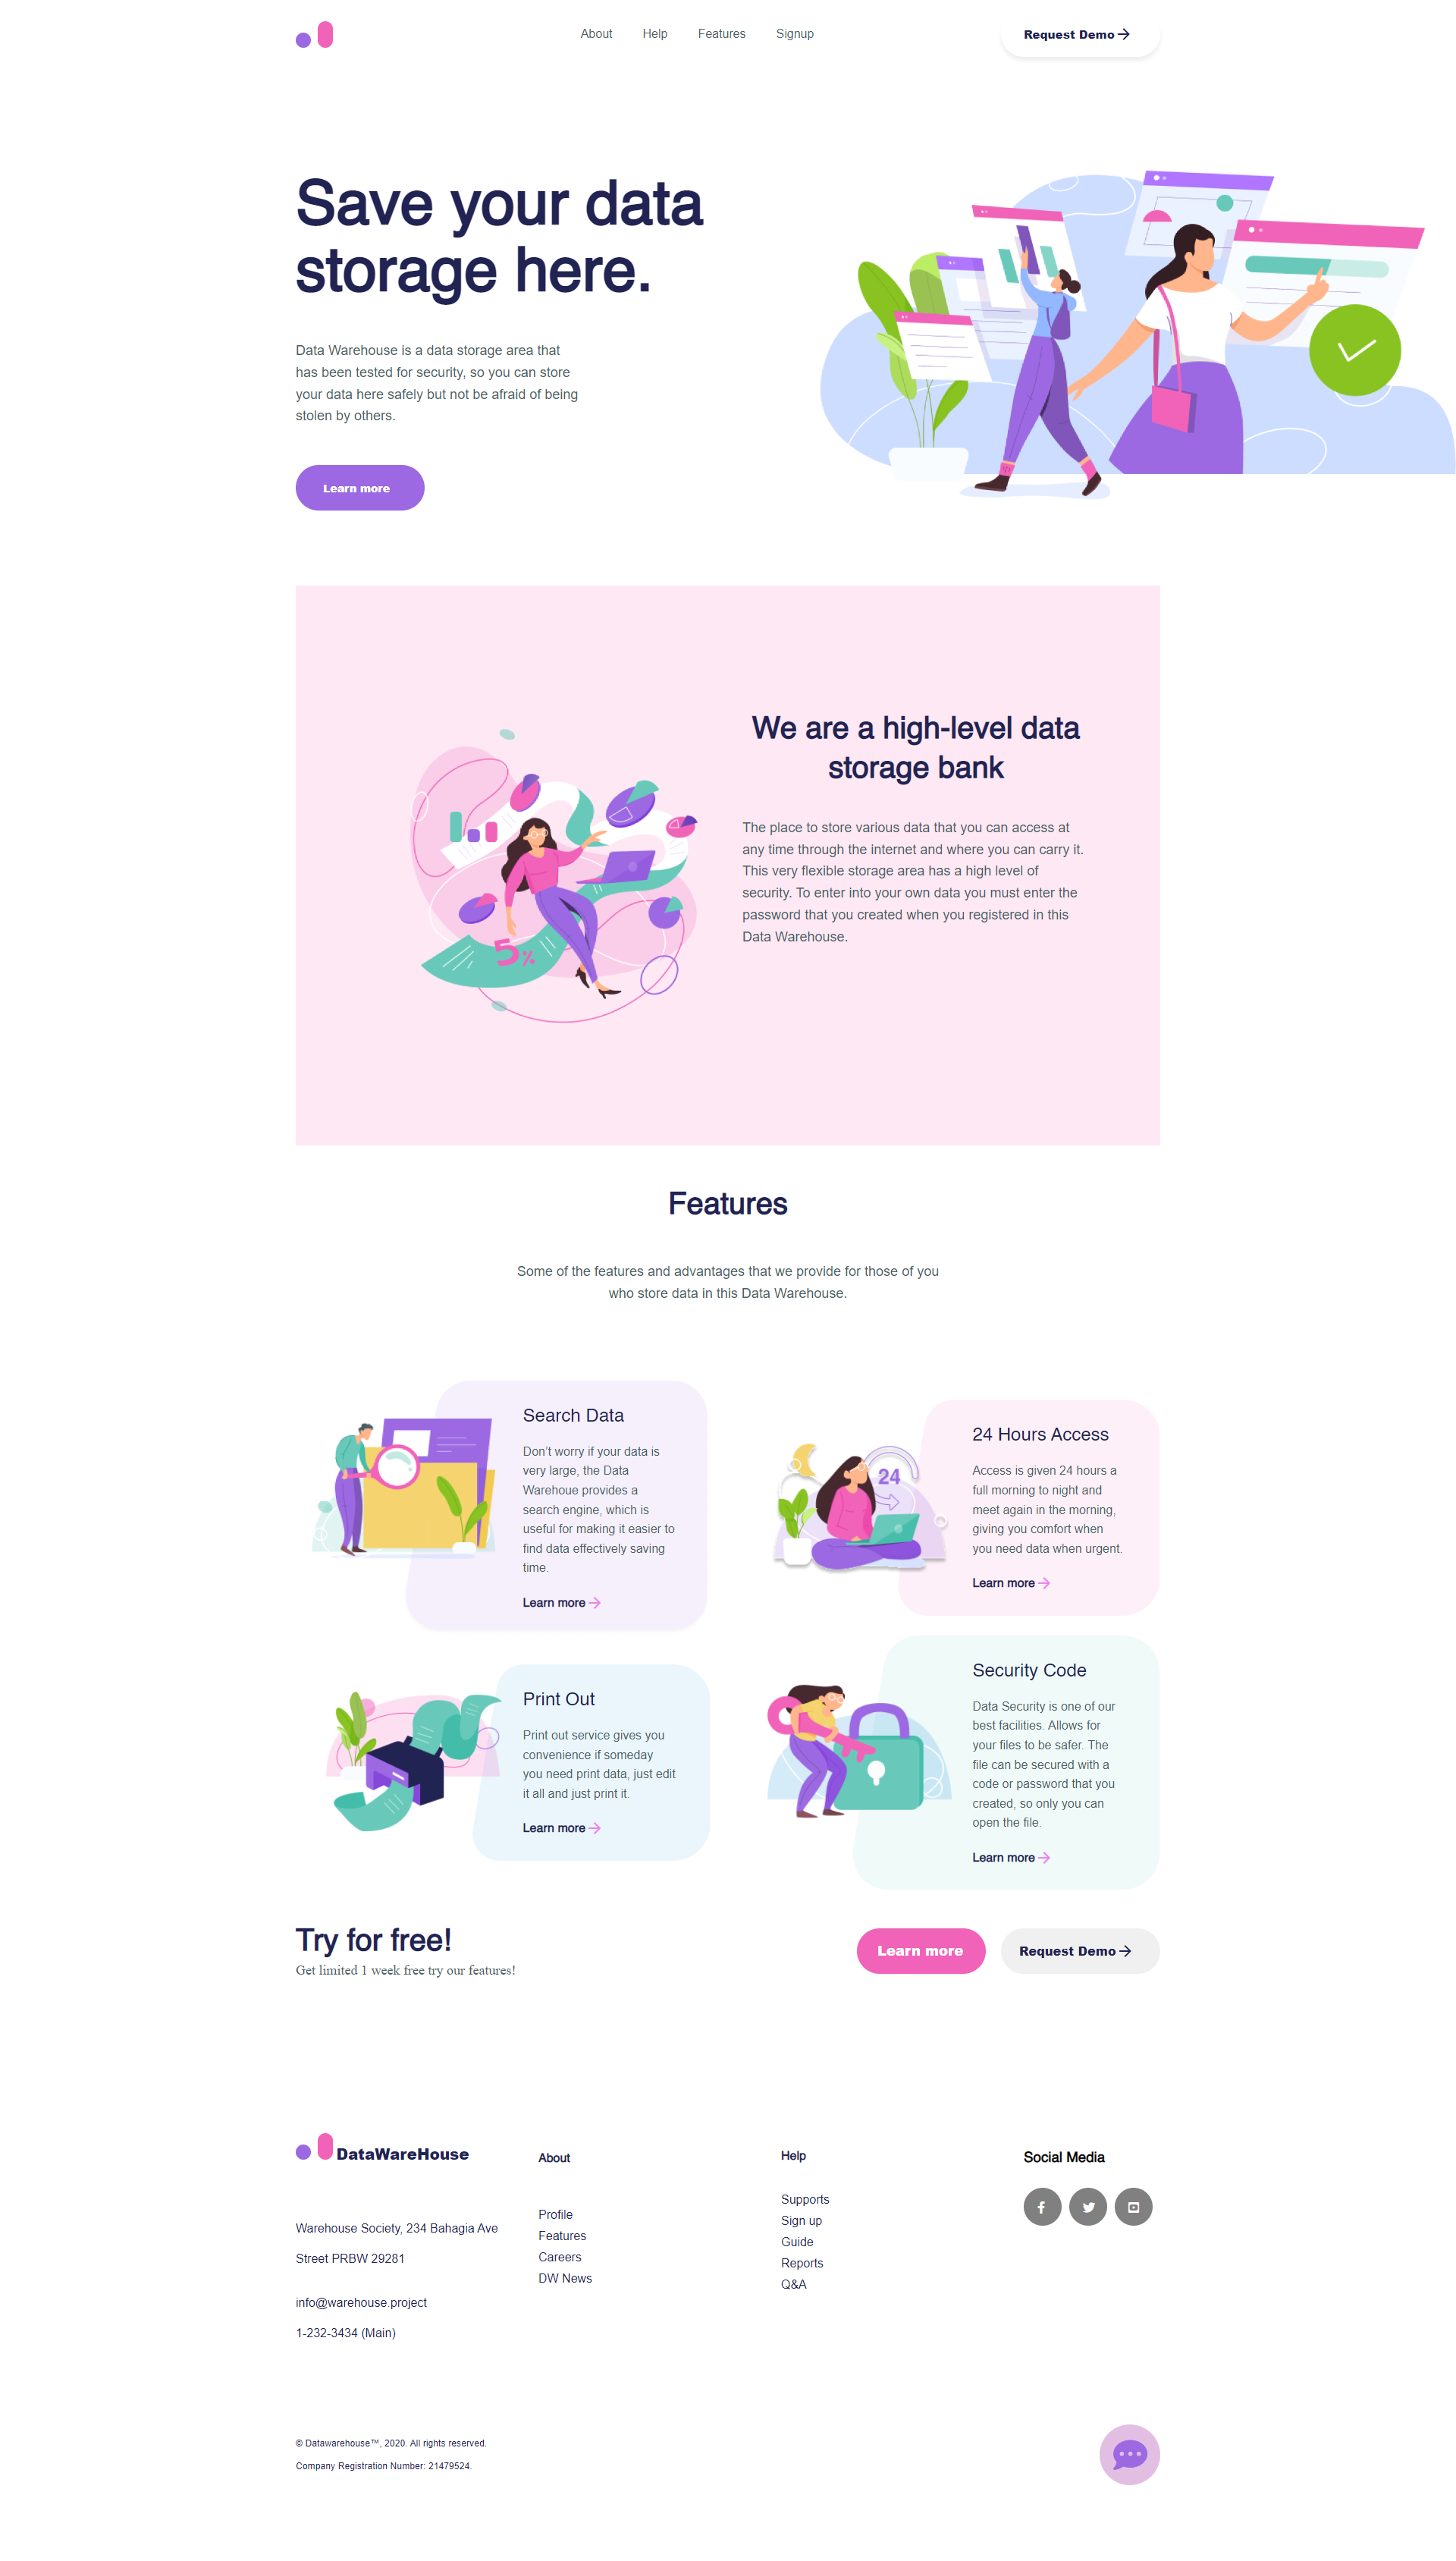 About
Help
Features
Signup
Request Demo
Save your data
storage here.
Data Warehouse is a data storage area that
has been tested for security, so you can store
your data here safely but not be afraid of being
stolen by others.
Learn more
5%
We are a high-level data
storage bank
The place to store various data that you can access at
any time through the internet and where you can carry it.
This very flexible storage area has a high level of
security. To enter into your own data you must enter the
password that you created when you registered in this
Data Warehouse.
Features
Some of the features and advantages that we provide for those of you
who store data in this Data Warehouse.
Search Data
Don't worry if your data is
very large, the Data
Warehoue provides a
search engine, which is
useful for making it easier to
find data effectively saving
time.
Learn more
24
24 Hours Access
Access is given 24 hours a
full morning to night and
meet again in the morning,
giving you comfort when
you need data when urgent.
Learn more
Print Out
Print out service gives you
convenience if someday
you need print data, just edit
it all and just print it.
Learn more
Security Code
Data Security is one of our
best facilities. Allows for
your files to be safer. The
file can be secured with a
code or password that you
created, so only you can
open the file.
Learn more
Try for free!
Get limited 1 week free try our features!
Learn more
Request Demo
DataWareHouse
Warehouse Society, 234 Bahagia Ave
Street PRBW 29281
info@warehouse.project
1-232-3434 (Main)
About
Profile
Features
Careers
DW News
Help
Supports
Sign up
Guide
Reports
Q&A
Social Media
© Datawarehouse™, 2020. All rights reserved.
Company Registration Number: 21479524.